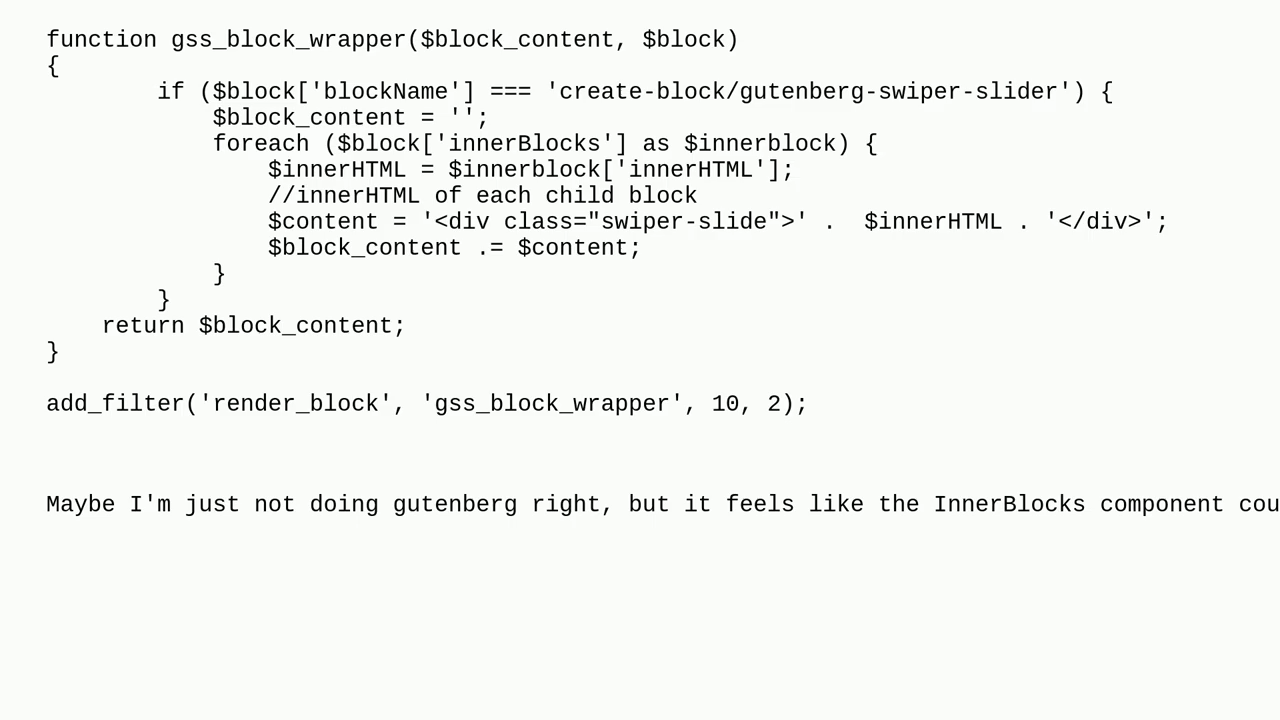 function gss_block_wrapper($block_content, $block)
{
        if ($block['blockName'] === 'create-block/gutenberg-swiper-slider') {
            $block_content = '';
            foreach ($block['innerBlocks'] as $innerblock) {
                $innerHTML = $innerblock['innerHTML'];
                //innerHTML of each child block
                $content = '<div class="swiper-slide">' .  $innerHTML . '</div>';
                $block_content .= $content;
            }
        }
    return $block_content;
}

add_filter('render_block', 'gss_block_wrapper', 10, 2);

Maybe I'm just not doing gutenberg right, but it feels like the InnerBlocks component